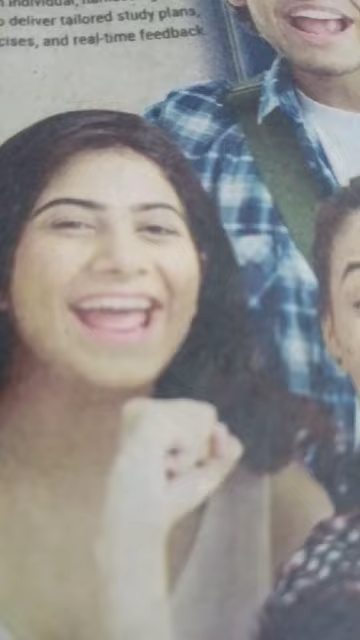 individual,
deliver tailored study plans,
cises, and real-time feedback